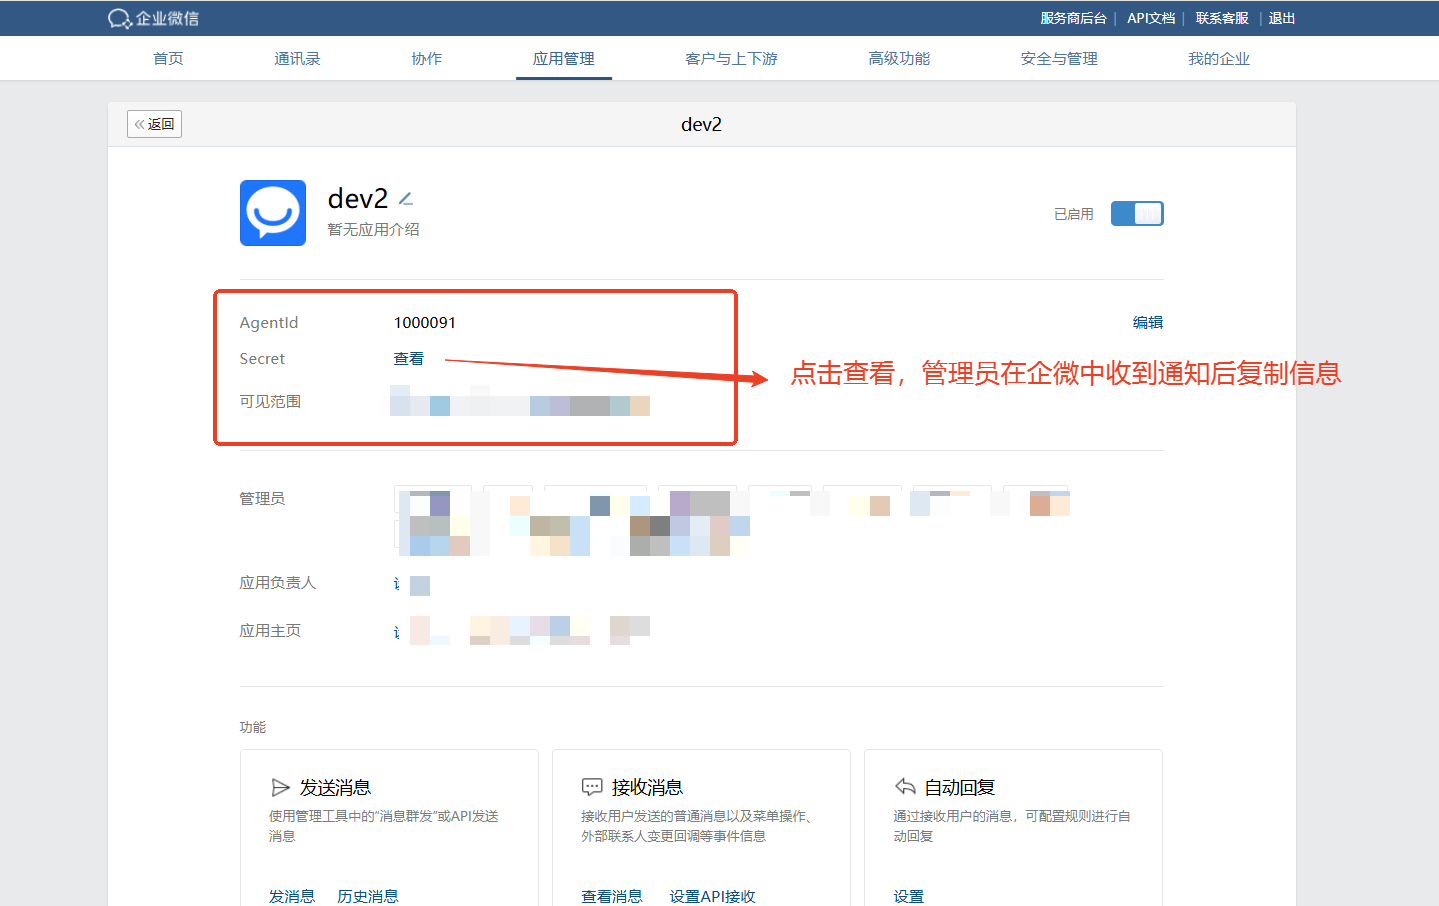 企业微信
服务商后台 | API文档 | 联系客服 | 退出
首页 通讯录 协作 应用管理 客户与上下游 高级功能 安全与管理 我的企业
«返回
dev2
dev2
暂无应用介绍
已启用
AgentId 1000091 编辑
Secret 查看
点击查看，管理员在企微中收到通知后复制信息
可见范围
管理员
应用负责人
应用主页
功能
发送消息
使用管理工具中的“消息群发”或API发送
消息
发消息 历史消息
接收消息
接收用户发送的普通消息以及菜单操作、
外部联系人变更回调等事件信息
查看消息 设置API接收
自动回复
通过接收用户的消息，可配置规则进行自
动回复
设置